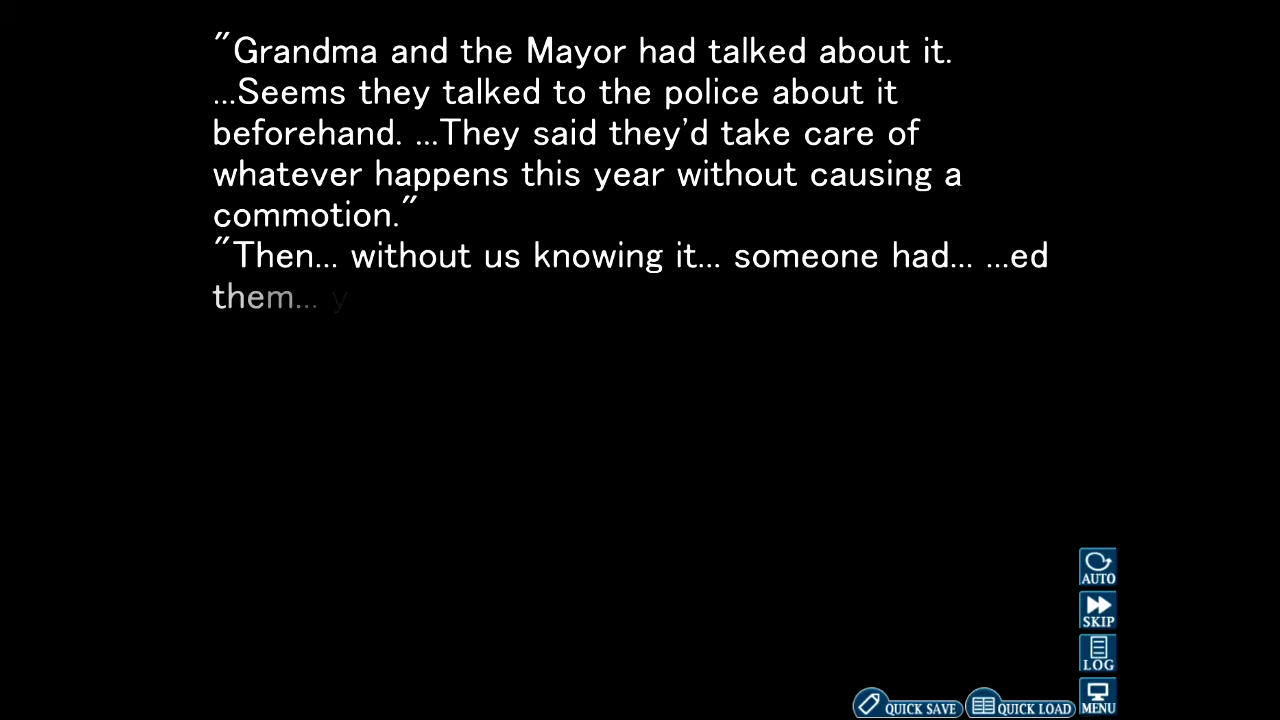 "Grandma and the Mayor had talked about it.
...Seems they talked to the police about it
beforehand. ...They said they'd take care of
whatever happens this year without causing a
commotion."
"Then... without us knowing it... someone had... ...ed
them... y
AUTO
SKIP
LOG
QUICK SAVE
QUICK LOAD
MENU